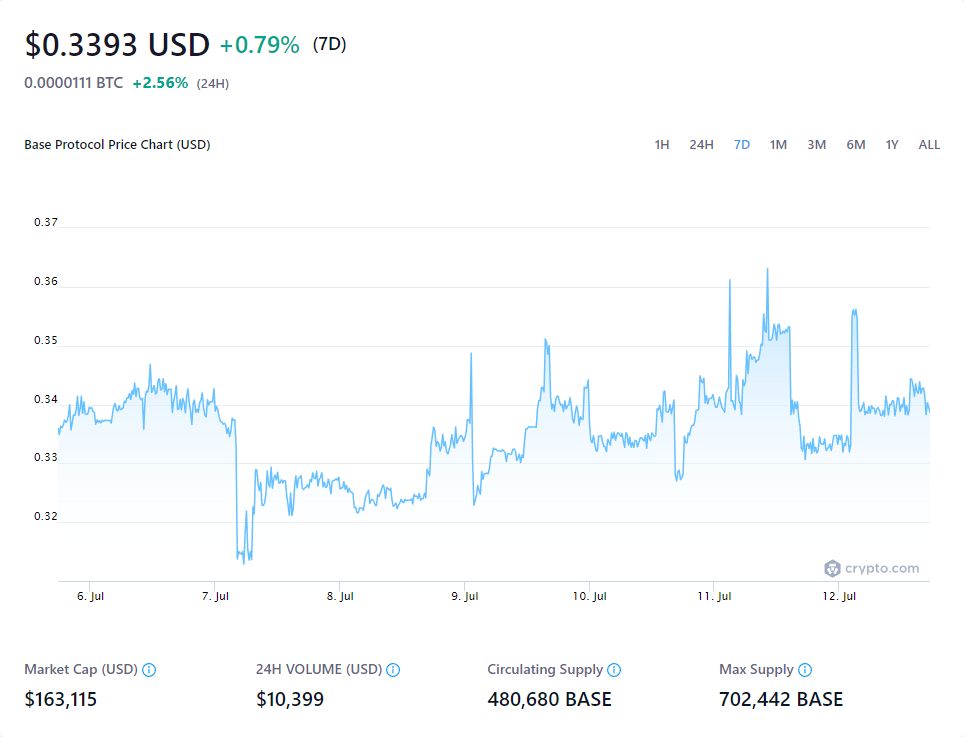 $0.3393 USD +0.79% (7D)
0.0000111 BTC +2.56% (24H)
Base Protocol Price Chart (USD) 1H 24H 7D 1M 3M 6M 1Y ALL
0.37
0.36
0.35
0.34
0.33
0.32
crypto.com
6. Jul 7. Jul 8. Jul 9. Jul 10. Jul 11. Jul 12. Jul
Market Cap (USD) 24H VOLUME (USD) Circulating Supply Max Supply
$163,115 $10,399 480,680 BASE 702,442 BASE